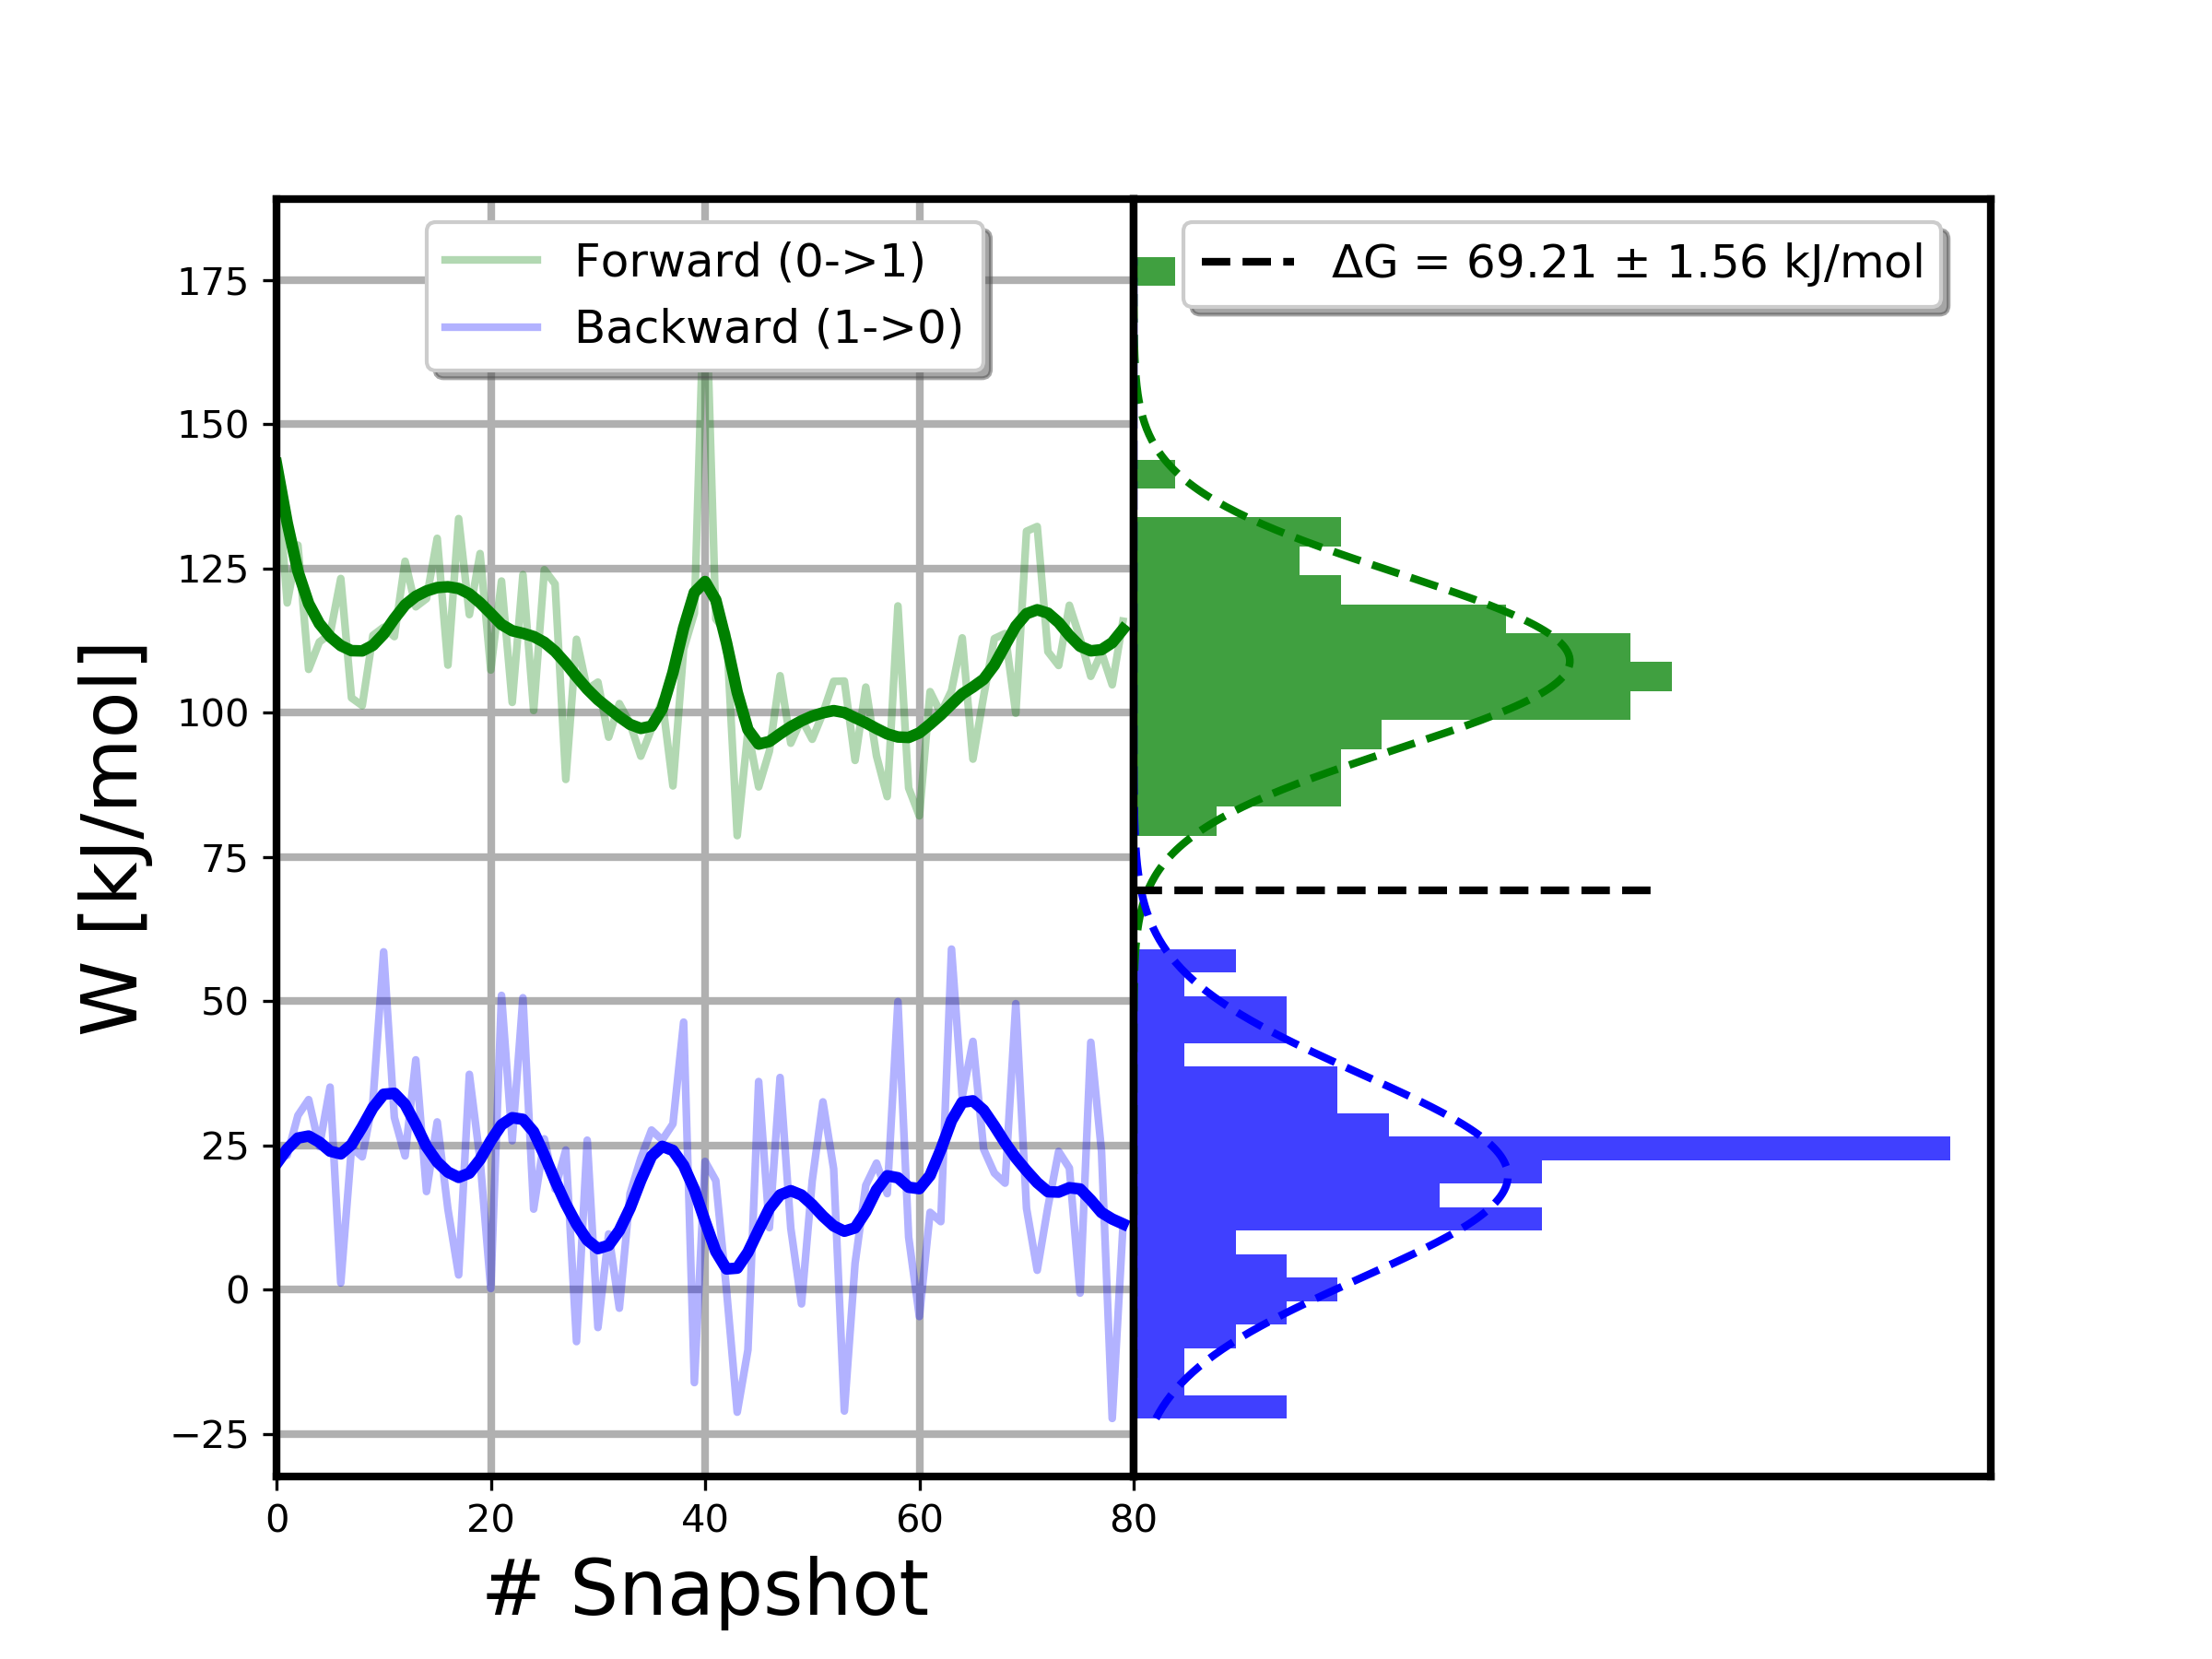 Forward (0->1)
Backward (1->0)
ΔG = 69.21 ± 1.56 kJ/mol
175
150
125
100
75
50
25
0
−25
W [kJ/mol]
0 20 40 60 80
# Snapshot